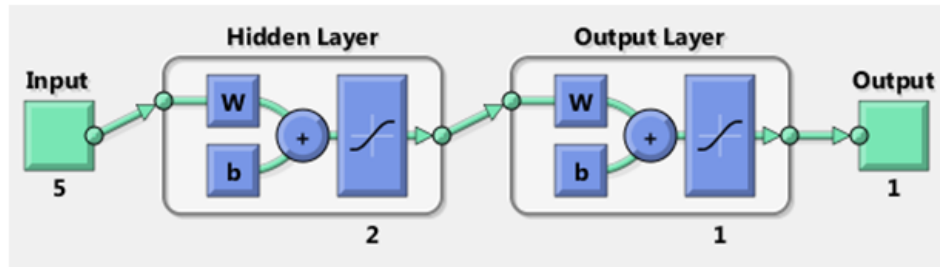 Hidden Layer
Output Layer
Input
Output
W
+
W
+
b
b
5
1
2
1